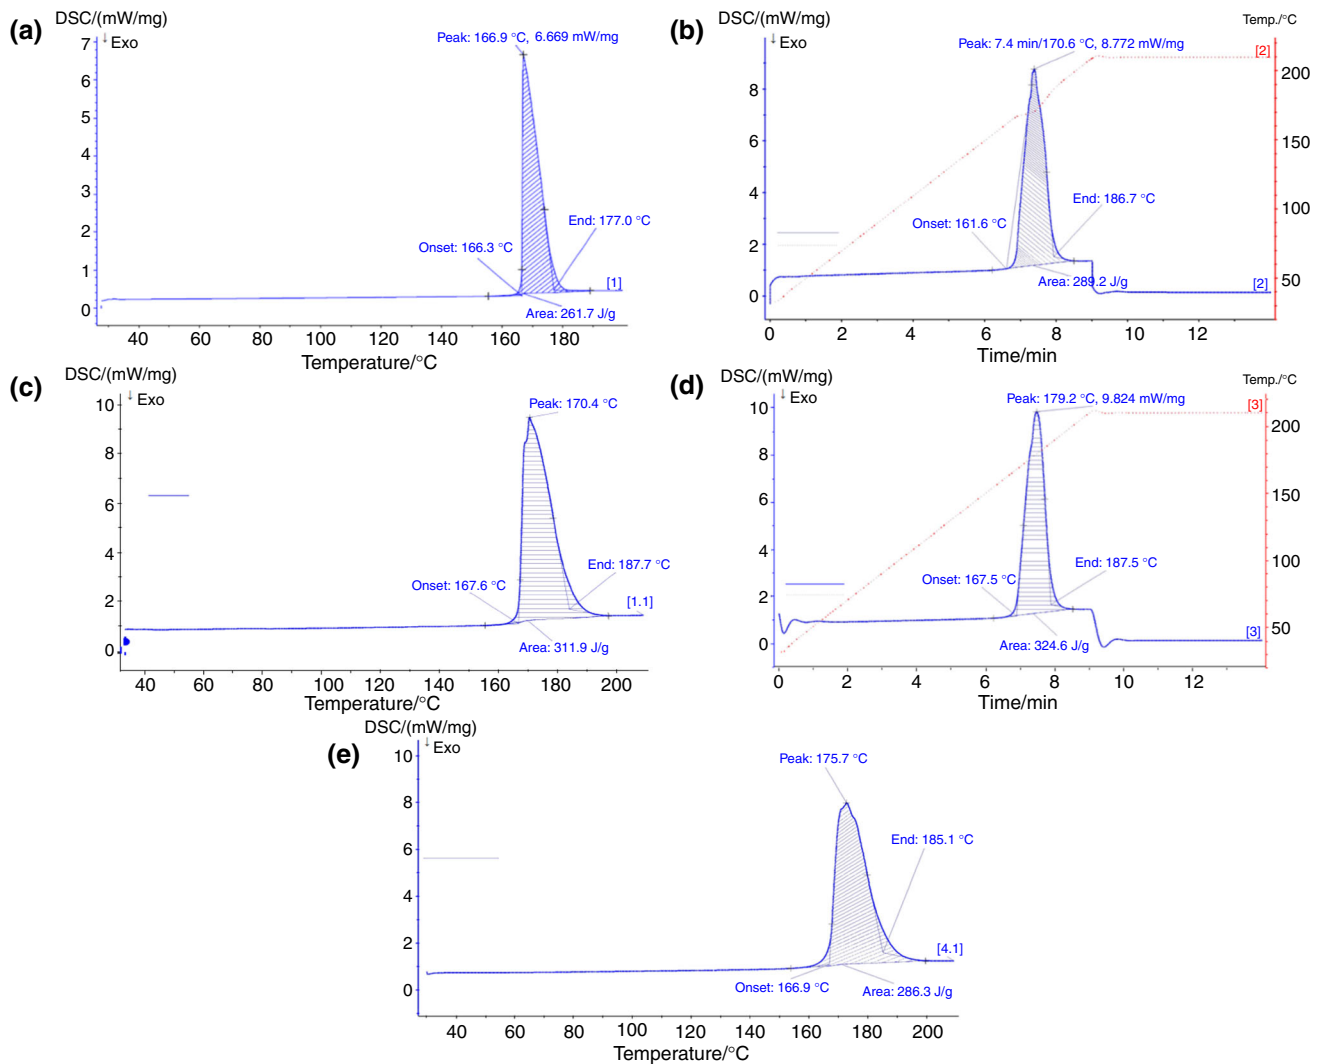 (a)
DSC/(mW/mg)
↓ Exo
Peak: 166.9 °C, 6.669 mW/mg
7
6
5
4
3
2
1
0
Onset: 166.3 °C
End: 177.0 °C
[1]
Area: 261.7 J/g
40 60 80 100 120 140 160 180
Temperature/°C
(b)
DSC/(mW/mg)
Temp./°C
↓ Exo
Peak: 7.4 min/170.6 °C, 8.772 mW/mg
[2]
8
6
4
2
0
200
150
100
50
Onset: 161.6 °C
End: 186.7 °C
Area: 289.2 J/g
[2]
0 2 4 6 8 10 12
Time/min
(c)
DSC/(mW/mg)
↓ Exo
Peak: 170.4 °C
10
8
6
4
2
0
Onset: 167.6 °C
End: 187.7 °C
[1.1]
Area: 311.9 J/g
40 60 80 100 120 140 160 180 200
Temperature/°C
(d)
DSC/(mW/mg)
Temp./°C
↓ Exo
Peak: 179.2 °C, 9.824 mW/mg
[3]
10
8
6
4
2
0
200
150
100
50
Onset: 167.5 °C
End: 187.5 °C
Area: 324.6 J/g
[3]
0 2 4 6 8 10 12
Time/min
(e)
DSC/(mW/mg)
↓ Exo
Peak: 175.7 °C
10
8
6
4
2
0
End: 185.1 °C
[4.1]
Onset: 166.9 °C
Area: 286.3 J/g
40 60 80 100 120 140 160 180 200
Temperature/°C